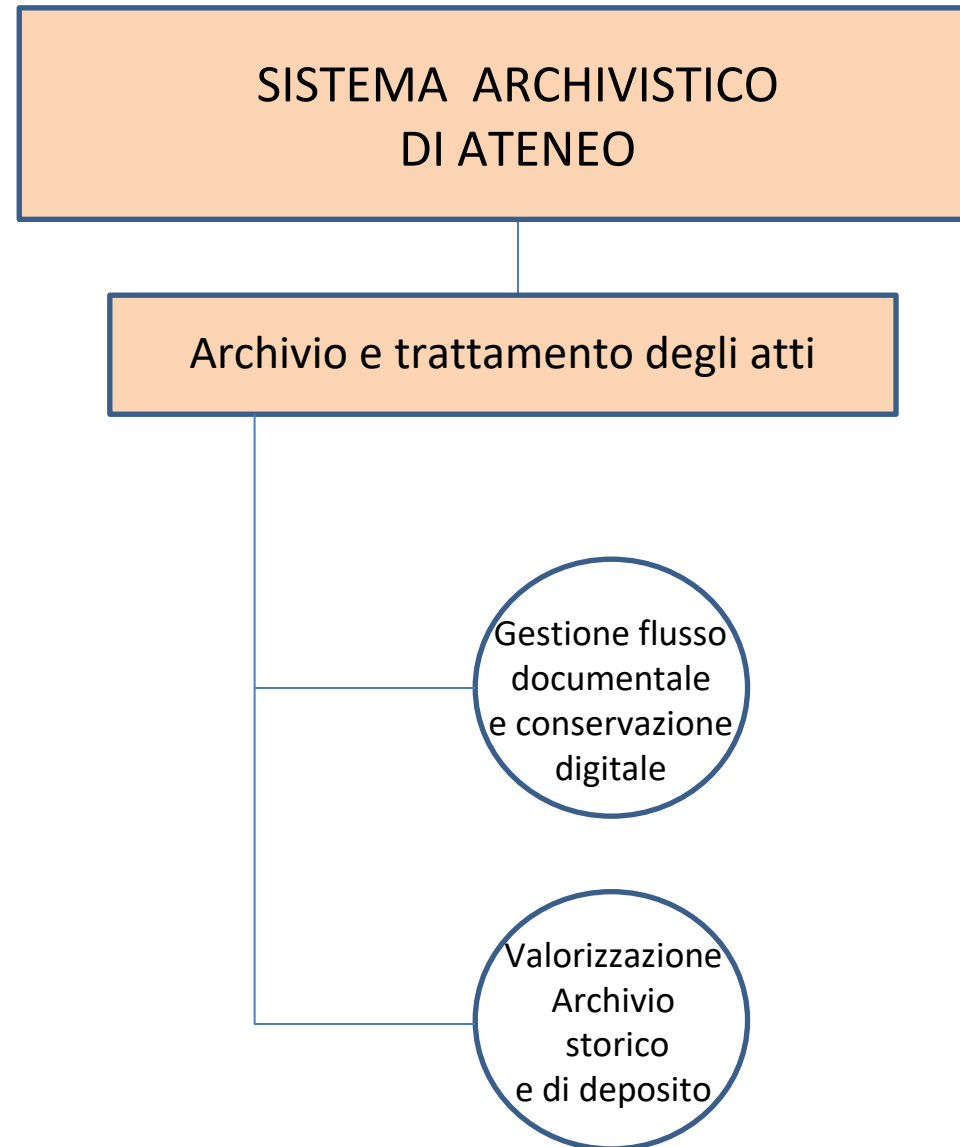 SISTEMA ARCHIVISTICO
DI ATENEO
Archivio e trattamento degli atti
Gestione flusso
documentale
e conservazione
digitale
Valorizzazione
Archivio
storico
e di deposito